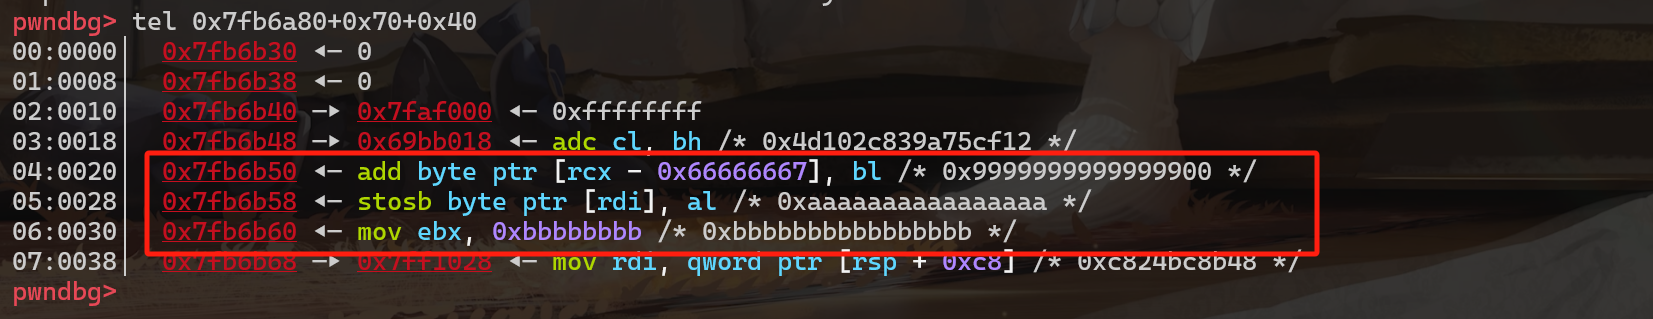 pwndbg> tel 0x7fb6a80+0x70+0x40
00:0000│  0x7fb6b30 ◂— 0
01:0008│  0x7fb6b38 ◂— 0
02:0010│  0x7fb6b40 —▸ 0x7faf000 ◂— 0xffffffff
03:0018│  0x7fb6b48 —▸ 0x69bb018 ◂— adc cl, bh /* 0x4d102c839a75cf12 */
04:0020│  0x7fb6b50 ◂— add byte ptr [rcx - 0x66666667], bl /* 0x9999999999999900 */
05:0028│  0x7fb6b58 ◂— stosb byte ptr [rdi], al /* 0xaaaaaaaaaaaaaaaa */
06:0030│  0x7fb6b60 ◂— mov ebx, 0xbbbbbbbb /* 0xbbbbbbbbbbbbbbbb */
07:0038│  0x7fb6b68 —▸ 0x7ff1028 ◂— mov rdi, qword ptr [rsp + 0xc8] /* 0xc824bc8b48 */
pwndbg>